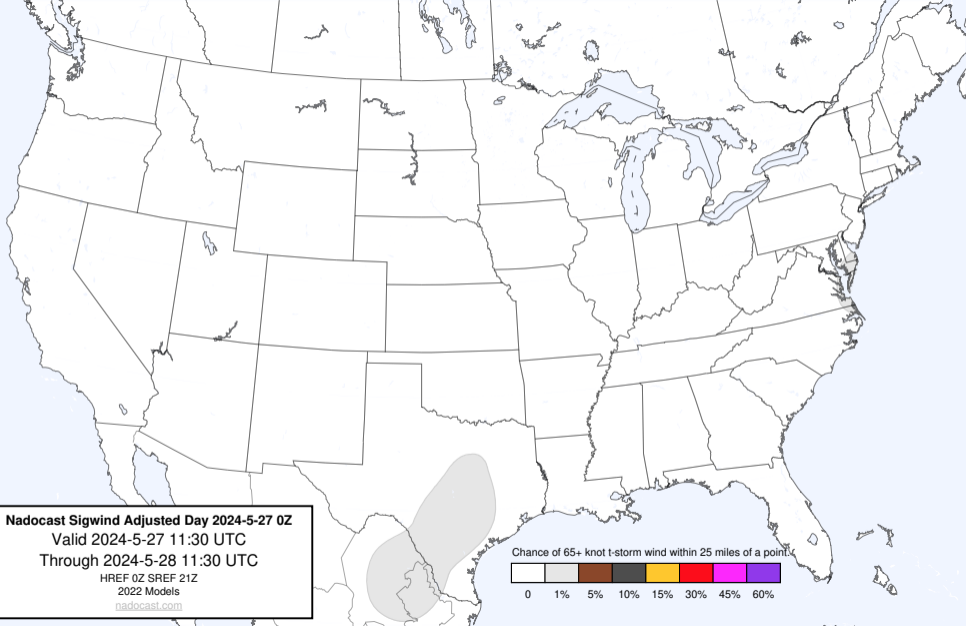 Nadocast Sigwind Adjusted Day 2024-5-27 0Z
Valid 2024-5-27 11:30 UTC
Through 2024-5-28 11:30 UTC
HREF 0Z SREF 21Z
2022 Models
nadocast.com
Chance of 65+ knot t-storm wind within 25 miles of a point.
0 1% 5% 10% 15% 30% 45% 60%